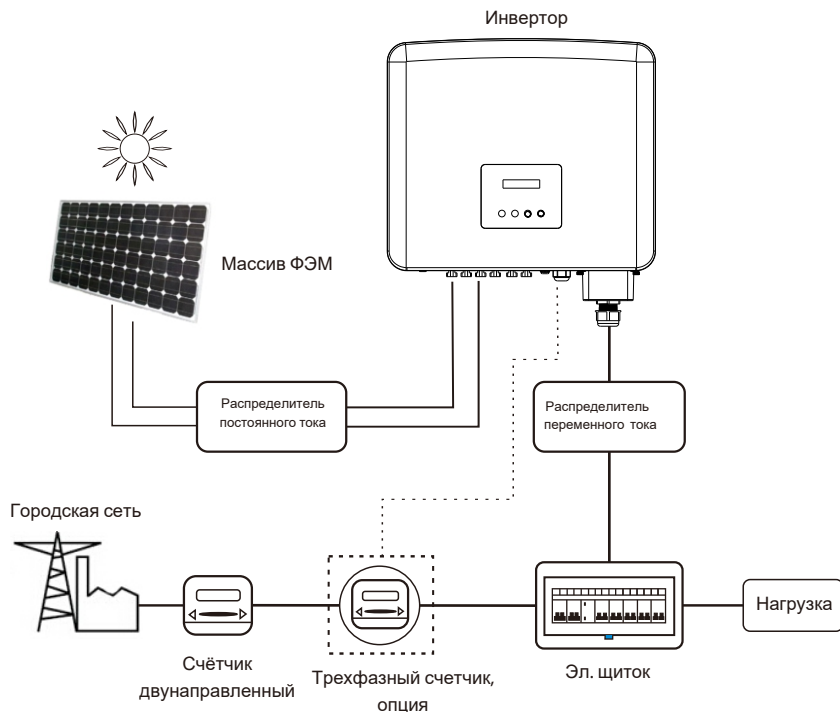 Инвертор
Массив ФЭМ
Распределитель
постоянного тока
Распределитель
переменного тока
Городская сеть
Счётчик
двунаправленный
Трехфазный счетчик,
опция
Эл. щиток
Нагрузка